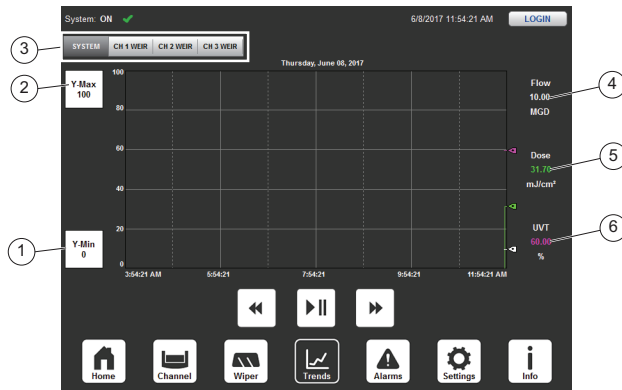 System: ON
6/8/2017 11:54:21 AM
LOGIN
3
SYSTEM
CH 1 WEIR
CH 2 WEIR
CH 3 WEIR
Thursday, June 08, 2017
2
Y-Max
100
100
80
60
40
20
0
Flow
10.00
MGD
4
Dose
31.70
mJ/cm²
5
UVT
60.00
%
6
1
Y-Min
0
3:54:21 AM
5:54:21
7:54:21
9:54:21
11:54:21 AM
Home
Channel
Wiper
Trends
Alarms
Settings
Info